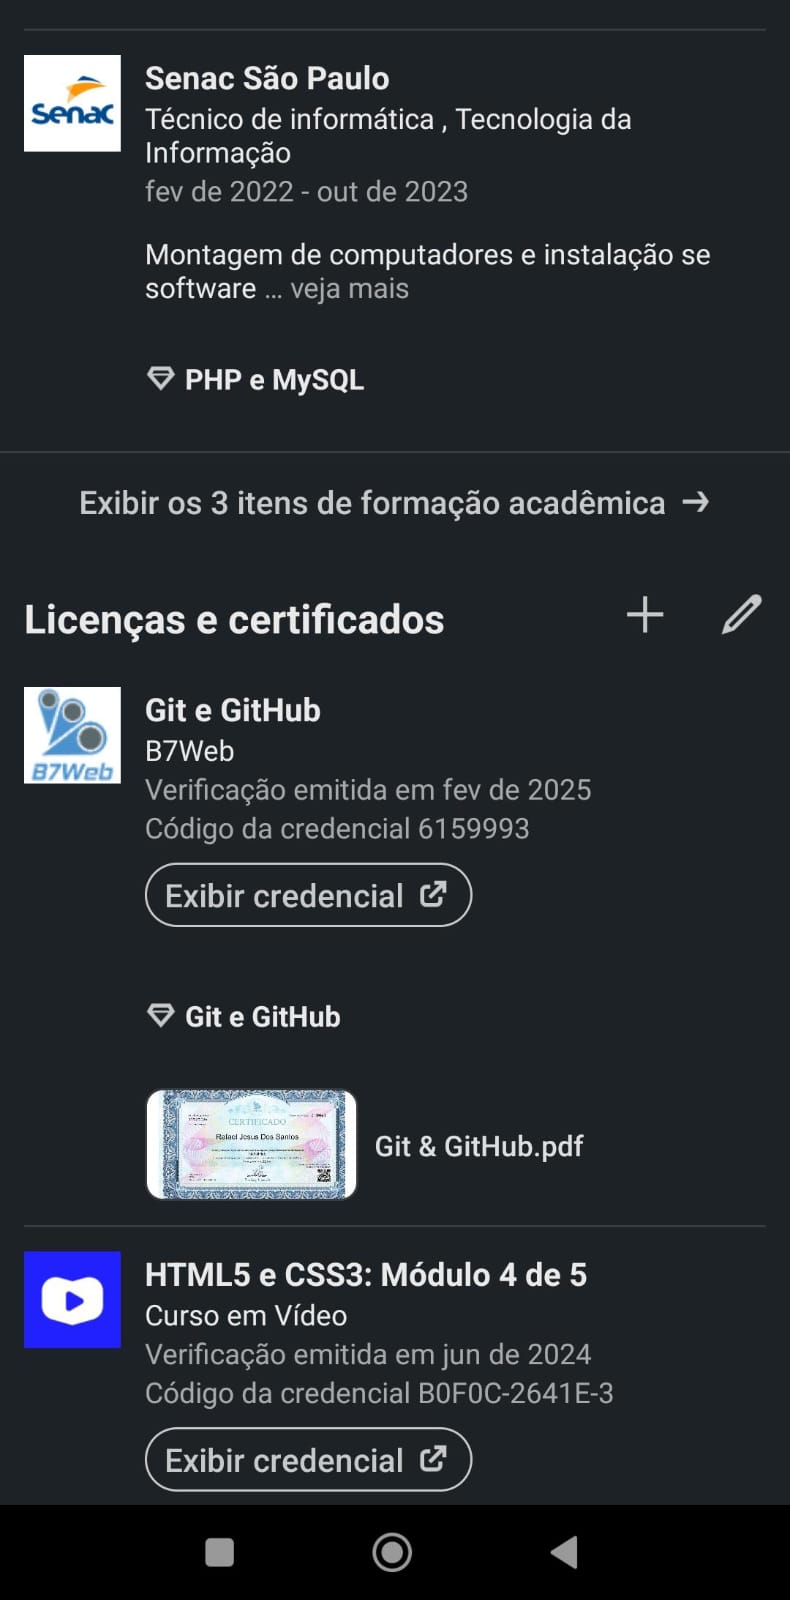 Senac
Senac São Paulo
Técnico de informática , Tecnologia da
Informação
fev de 2022 - out de 2023
Montagem de computadores e instalação se
software ... veja mais
PHP e MySQL
Exibir os 3 itens de formação acadêmica →
Licenças e certificados
B7Web
Git e GitHub
B7Web
Verificação emitida em fev de 2025
Código da credencial 6159993
Exibir credencial
Git e GitHub
CERTIFICADO
Rafael Jesus Dos Santos
Git & GitHub.pdf
HTML5 e CSS3: Módulo 4 de 5
Curso em Vídeo
Verificação emitida em jun de 2024
Código da credencial B0F0C-2641E-3
Exibir credencial